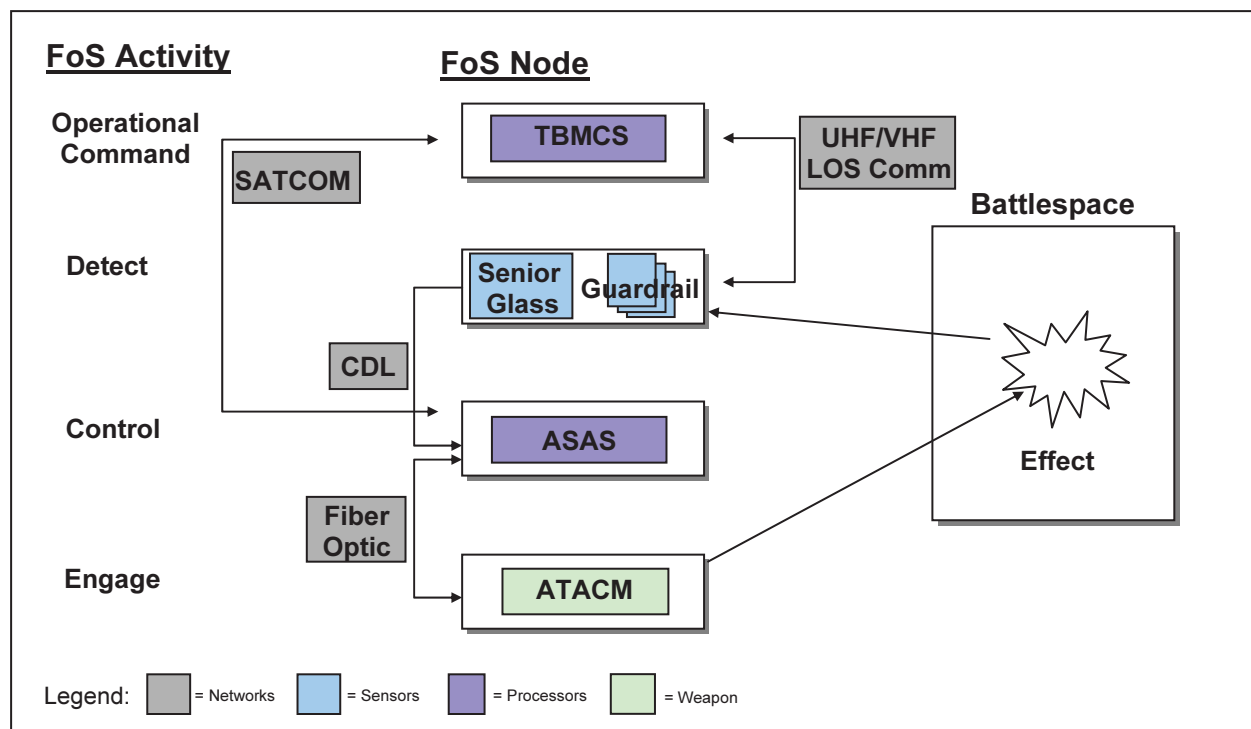 FoS Activity
FoS Node
Operational
Command
TBMCS
UHF/VHF
LOS Comm
SATCOM
Battlespace
Detect
Senior
Glass
Guardrail
CDL
Control
ASAS
Effect
Fiber
Optic
Engage
ATACM
Legend:
= Networks
= Sensors
= Processors
= Weapon